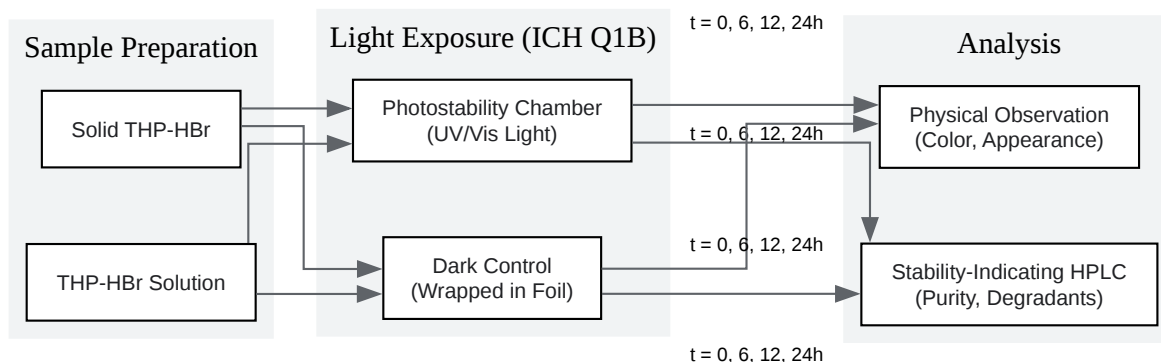 Sample Preparation
Solid THP-HBr
THP-HBr Solution
Light Exposure (ICH Q1B)
Photostability Chamber
(UV/Vis Light)
Dark Control
(Wrapped in Foil)
t = 0, 6, 12, 24h
t = 0, 6, 12, 24h
t = 0, 6, 12, 24h
t = 0, 6, 12, 24h
Analysis
Physical Observation
(Color, Appearance)
Stability-Indicating HPLC
(Purity, Degradants)